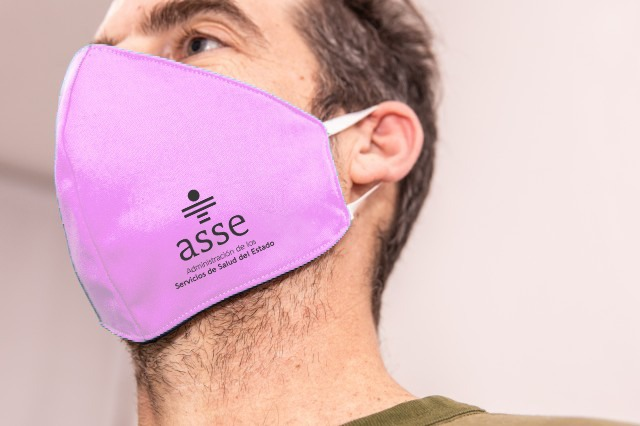 asse
Administración de los
Servicios de Salud del Estado